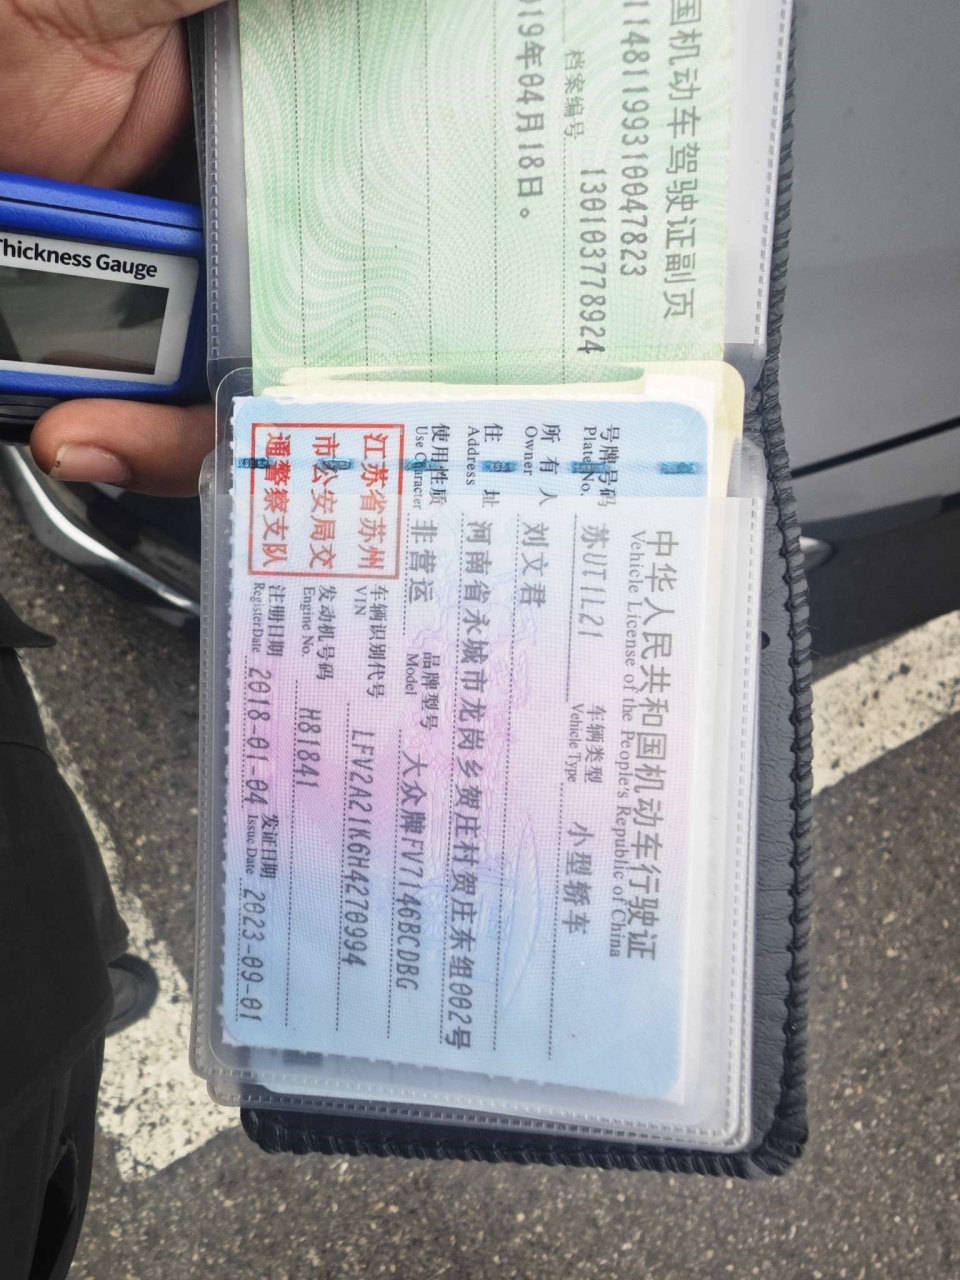 国机动车驾驶证副页
11481199310047823
档案编号 130103778924
019年04月18日。
Thickness Gauge
中华人民共和国机动车行驶证
Vehicle License of the People's Republic of China
号牌号码 苏UT1L21 车辆类型 小型轿车
Plate No. Vehicle Type
所有人 刘文君
Owner
住址 河南省永城市龙岗乡贺庄村贺庄东组002号
Address
使用性质 非营运 品牌型号 大众牌FV7146BCDBG
Use Character Model
江苏省苏州
市公安局交
通警察支队
车辆识别代号 LFV2A21K6H4270994
VIN
发动机号码 H81841
Engine No.
注册日期 2018-01-04 发证日期 2023-09-01
Register Date Issue Date